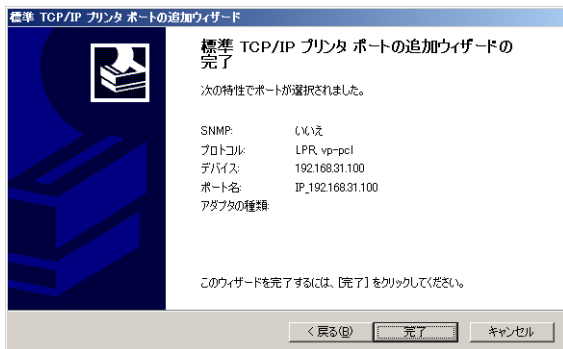 標準 TCP/IP プリンタ ポートの追加ウィザード
標準 TCP/IP プリンタ ポートの追加ウィザードの
完了
次の特性でポートが選択されました。
SNMP: いいえ
プロトコル: LPR, vp-pcl
デバイス: 192.168.31.100
ポート名: IP_192.168.31.100
アダプタの種類:
このウィザードを完了するには、[完了] をクリックしてください。
< 戻る(B) 完了 キャンセル